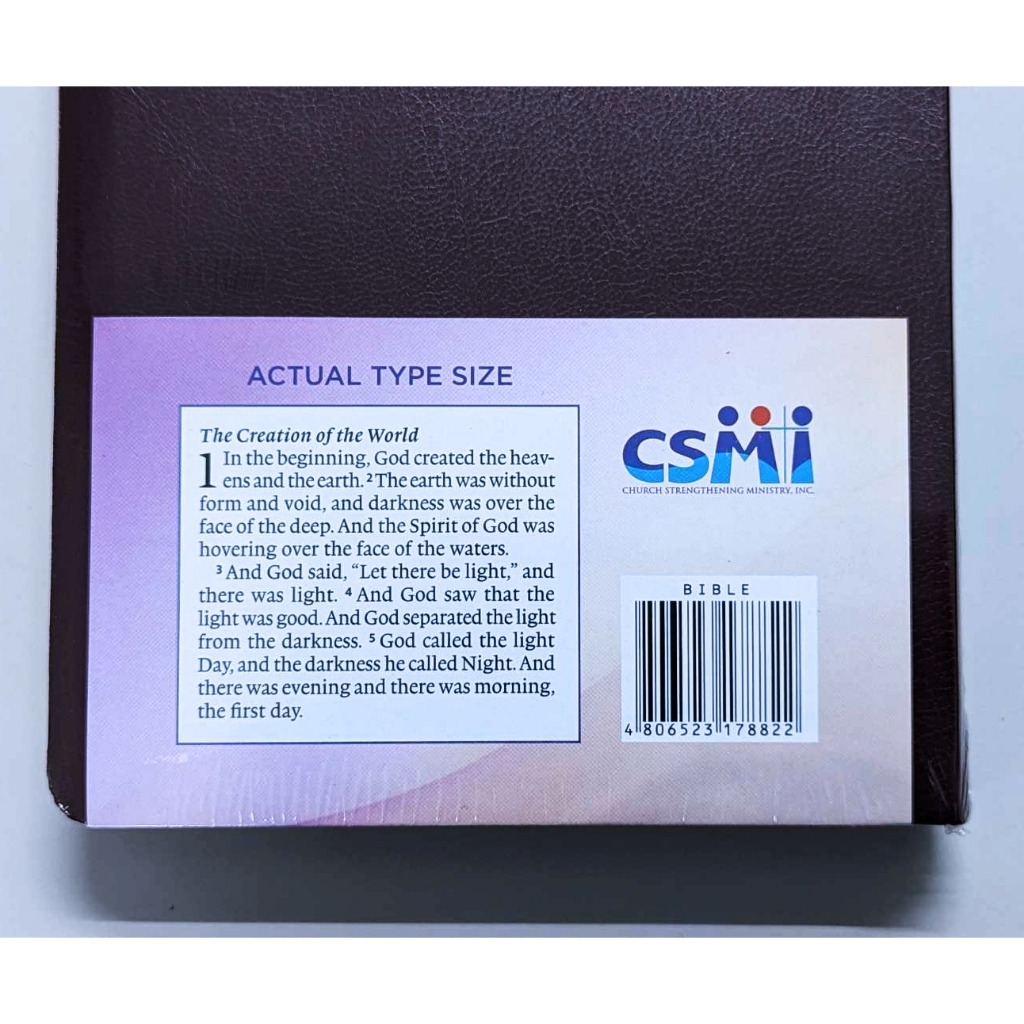 ACTUAL TYPE SIZE
The Creation of the World
1 In the beginning, God created the heav-
ens and the earth. 2 The earth was without
form and void, and darkness was over the
face of the deep. And the Spirit of God was
hovering over the face of the waters.
3 And God said, “Let there be light,” and
there was light. 4 And God saw that the
light was good. And God separated the light
from the darkness. 5 God called the light
Day, and the darkness he called Night. And
there was evening and there was morning,
the first day.
CSMI
CHURCH STRENGTHENING MINISTRY, INC.
BIBLE
4 806523 178822